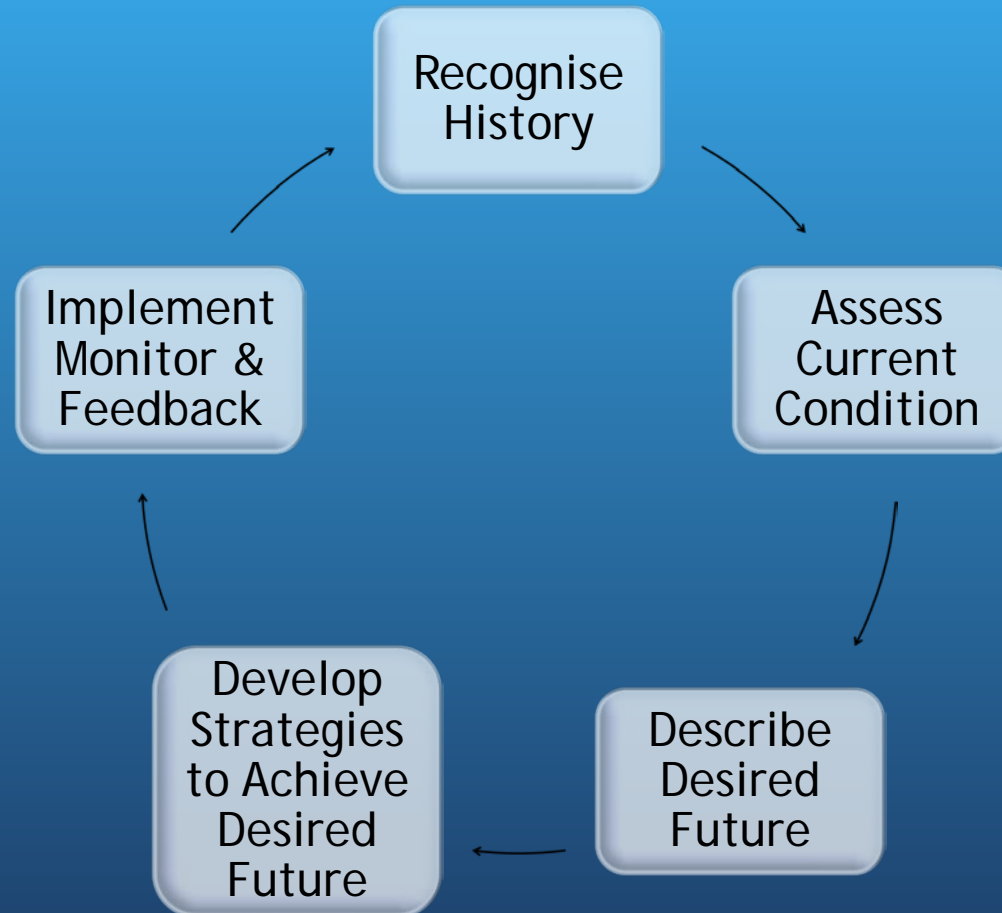 Recognise
History
Assess
Current
Condition
Describe
Desired
Future
Develop
Strategies
to Achieve
Desired
Future
Implement
Monitor &
Feedback